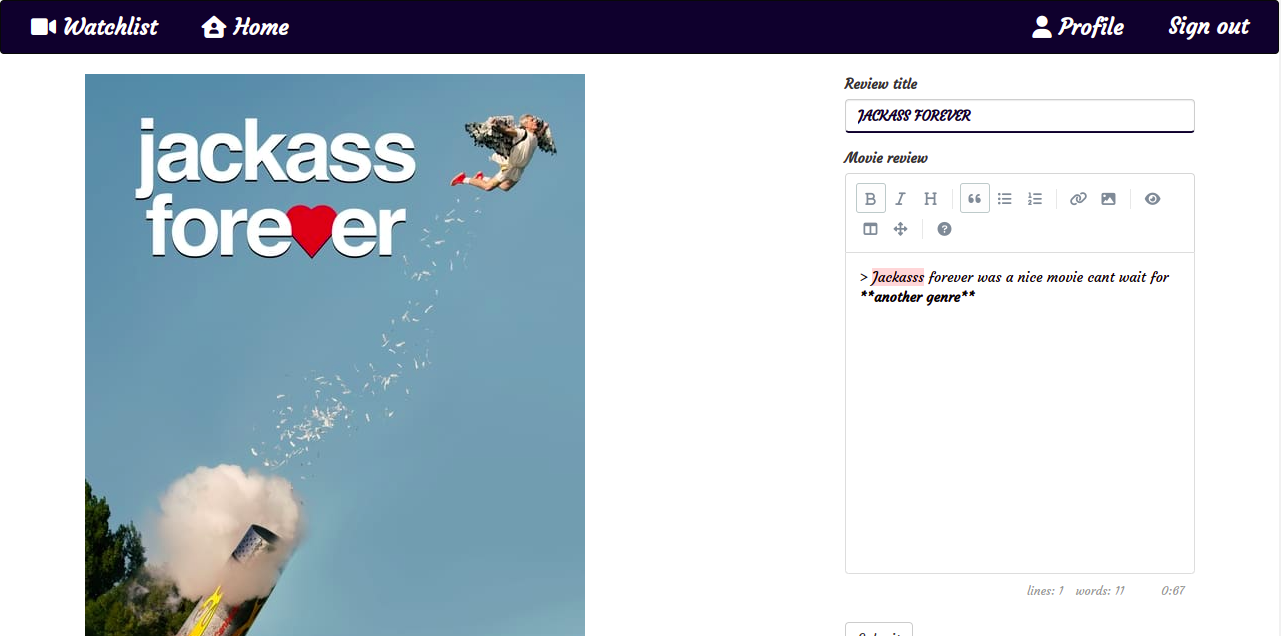 Watchlist Home Profile Sign out
jackass
forever
Review title
JACKASS FOREVER
Movie review
B I H
> Jackasss forever was a nice movie cant wait for
**another genre**
lines: 1 words: 11 0:67